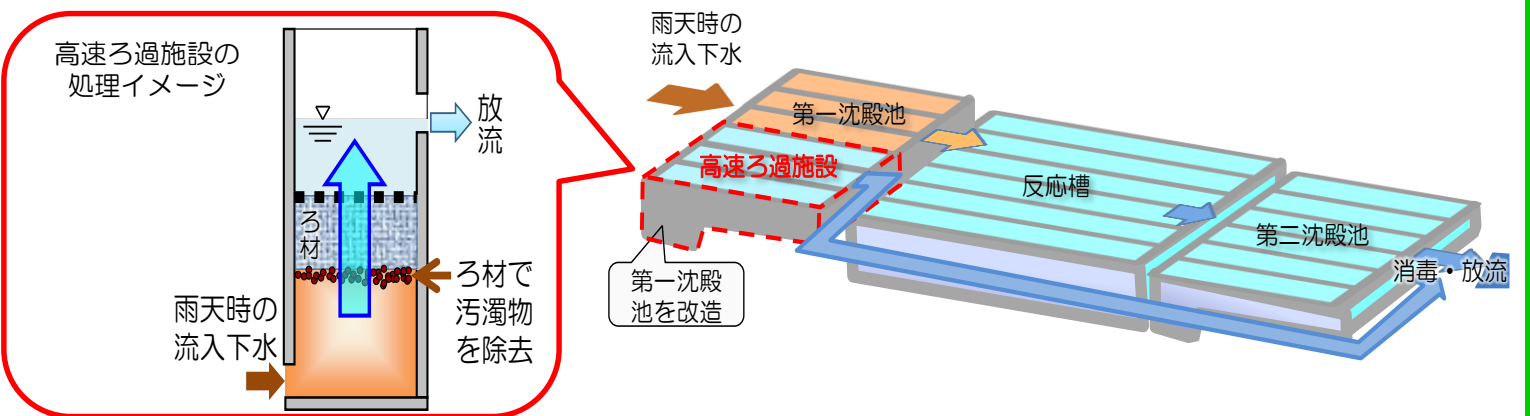 高速ろ過施設の
処理イメージ
放
流
ろ
材
ろ材で
汚濁物
を除去
雨天時の
流入下水
雨天時の
流入下水
第一沈殿池
高速ろ過施設
第一沈殿
池を改造
反応槽
第二沈殿池
消毒・放流